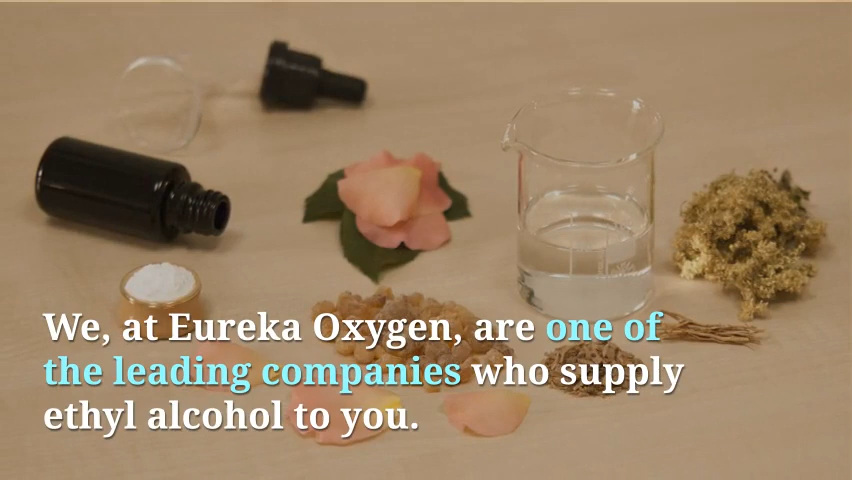 We, at Eureka Oxygen, are one of
the leading companies who supply
ethyl alcohol to you.